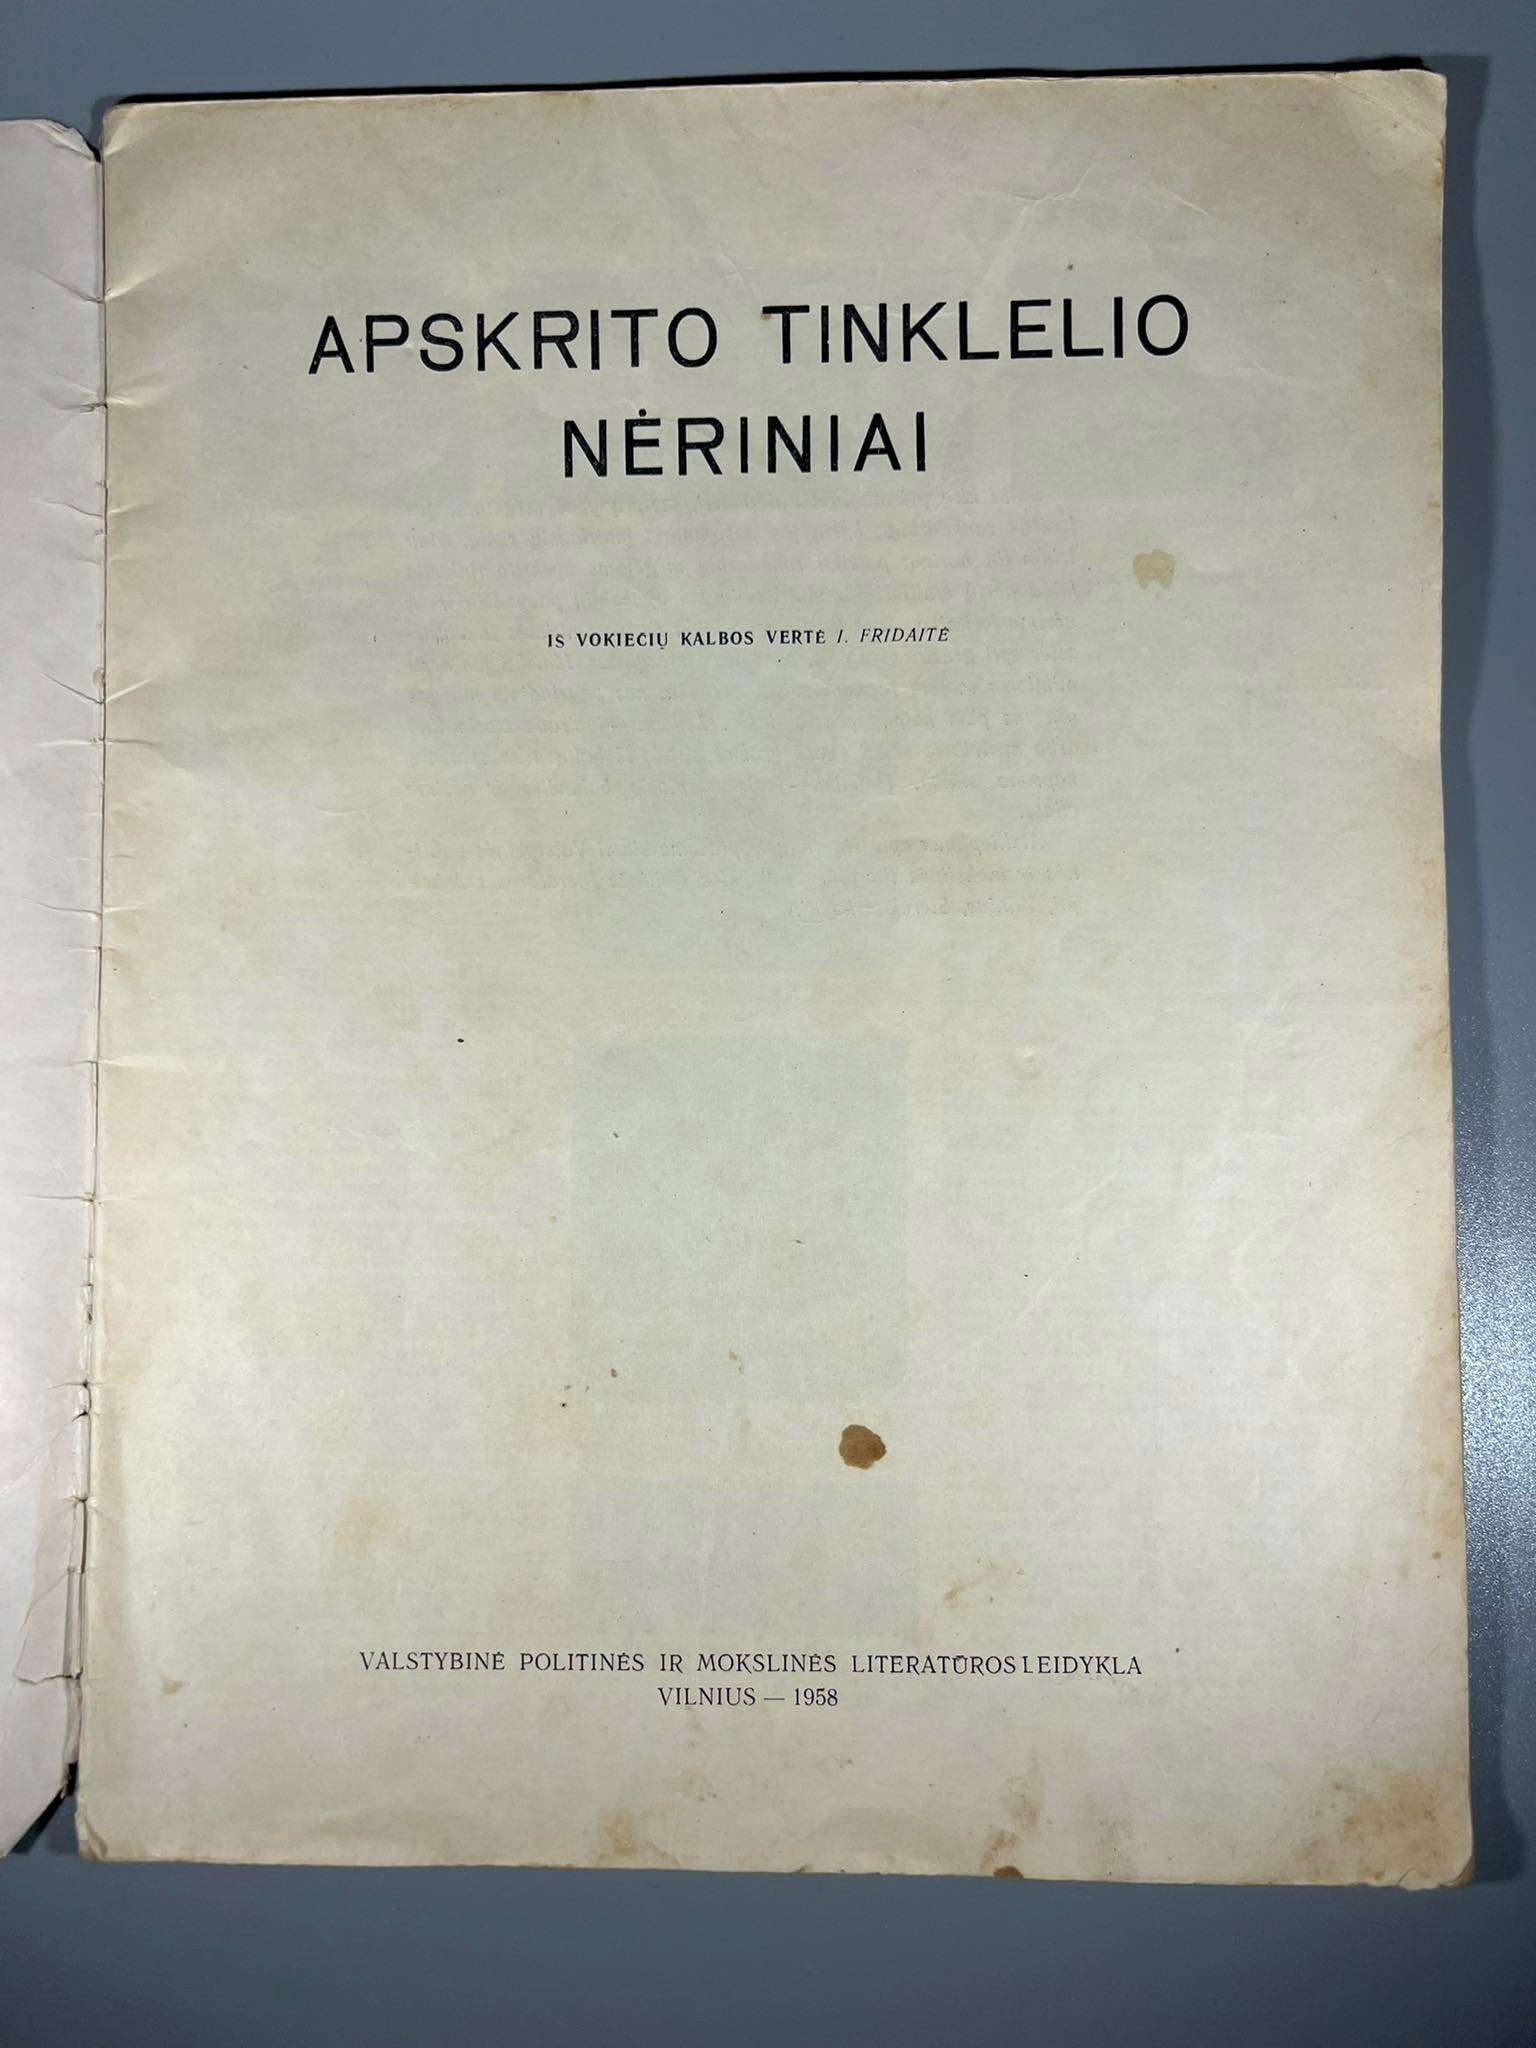 APSKRITO TINKLELIO
NĖRINIAI
IŠ VOKIEČIŲ KALBOS VERTĖ I. FRIDAITĖ
VALSTYBINĖ POLITINĖS IR MOKSLINĖS LITERATŪROS LEIDYKLA
VILNIUS — 1958